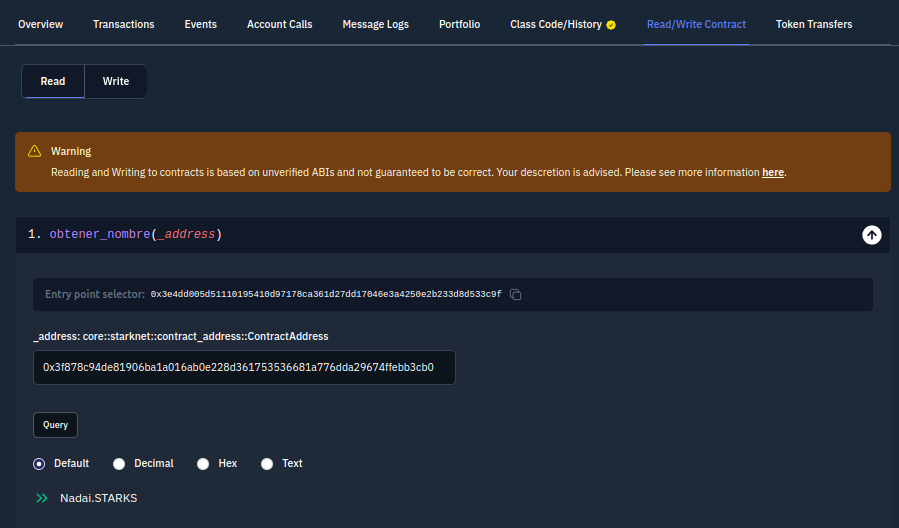 Overview Transactions Events Account Calls Message Logs Portfolio Class Code/History Read/Write Contract Token Transfers
Read Write
Warning
Reading and Writing to contracts is based on unverified ABIs and not guaranteed to be correct. Your descretion is advised. Please see more information here.
1. obtener_nombre(_address)
Entry point selector: 0x3e4dd005d51110195410d97178ca361d27dd17046e3a4250e2b233d8d533c9f
_address: core::starknet::contract_address::ContractAddress
0x3f878c94de81906ba1a016ab0e228d361753536681a776dda29674ffebb3cb0
Query
Default Decimal Hex Text
Nadai.STARKS